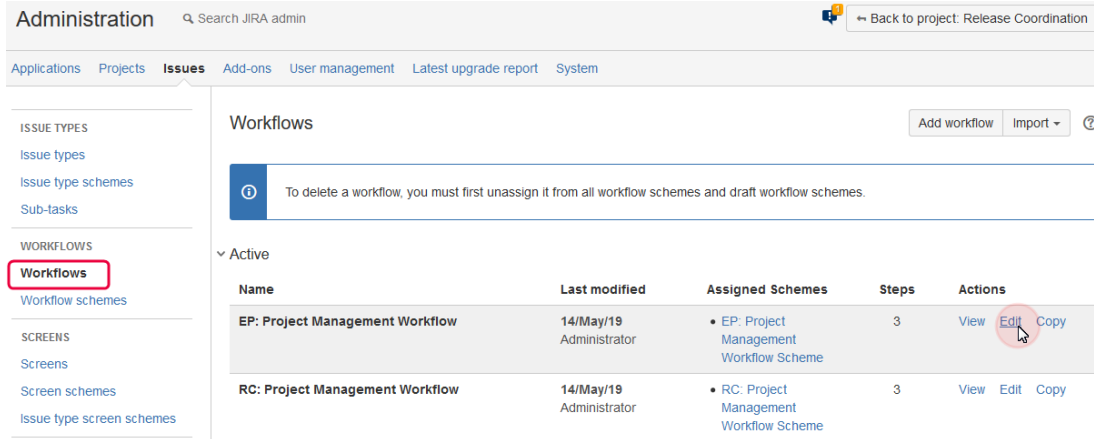 Administration
Search JIRA admin
1
Back to project: Release Coordination
Applications Projects Issues Add-ons User management Latest upgrade report System
ISSUE TYPES
Issue types
Issue type schemes
Sub-tasks
WORKFLOWS
Workflows
Workflow schemes
SCREENS
Screens
Screen schemes
Issue type screen schemes
Workflows
Add workflow Import ?
To delete a workflow, you must first unassign it from all workflow schemes and draft workflow schemes.
Active
Name Last modified Assigned Schemes Steps Actions
EP: Project Management Workflow 14/May/19 • EP: Project 3 View Edit Copy
Administrator Management
Workflow Scheme
RC: Project Management Workflow 14/May/19 • RC: Project 3 View Edit Copy
Administrator Management
Workflow Scheme